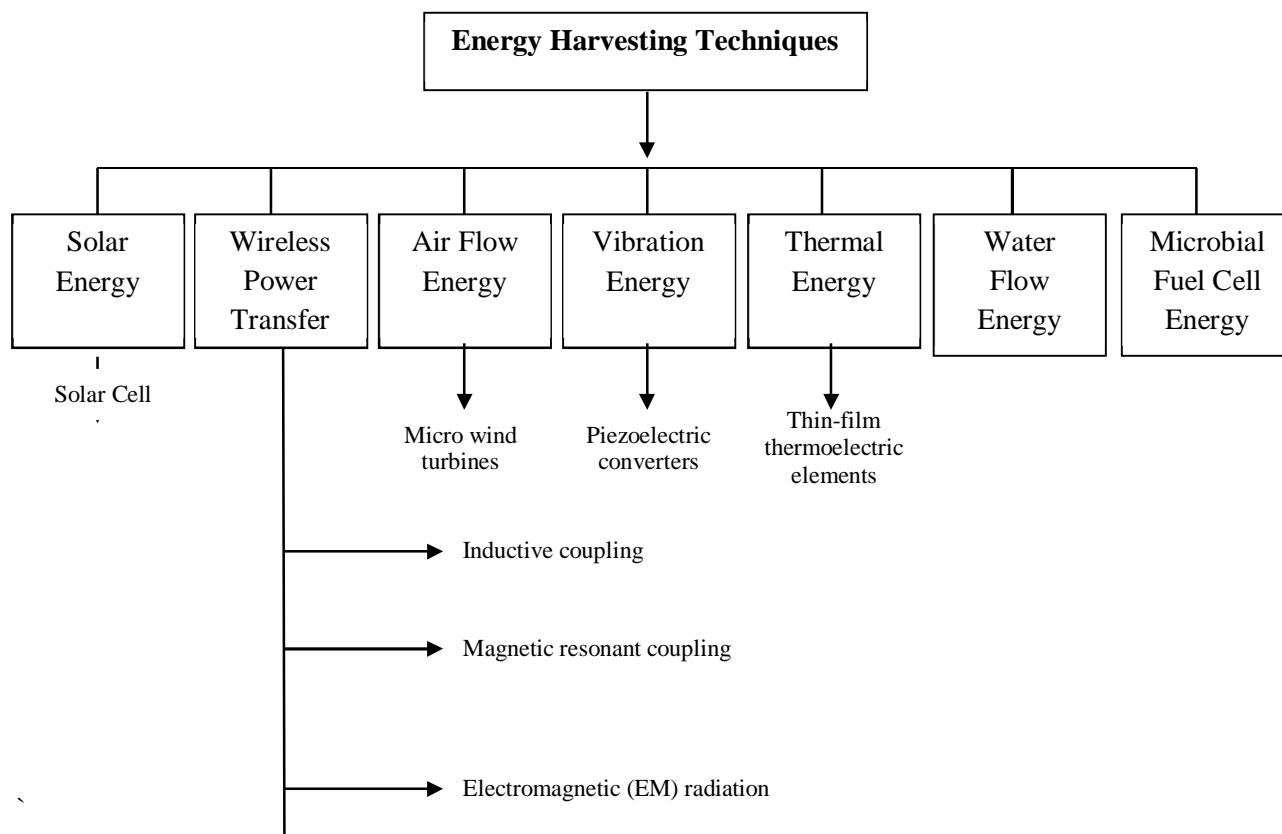 Energy Harvesting Techniques
Solar
Energy
Wireless
Power
Transfer
Air Flow
Energy
Vibration
Energy
Thermal
Energy
Water
Flow
Energy
Microbial
Fuel Cell
Energy
Solar Cell
Micro wind
turbines
Piezoelectric
converters
Thin-film
thermoelectric
elements
Inductive coupling
Magnetic resonant coupling
Electromagnetic (EM) radiation
`